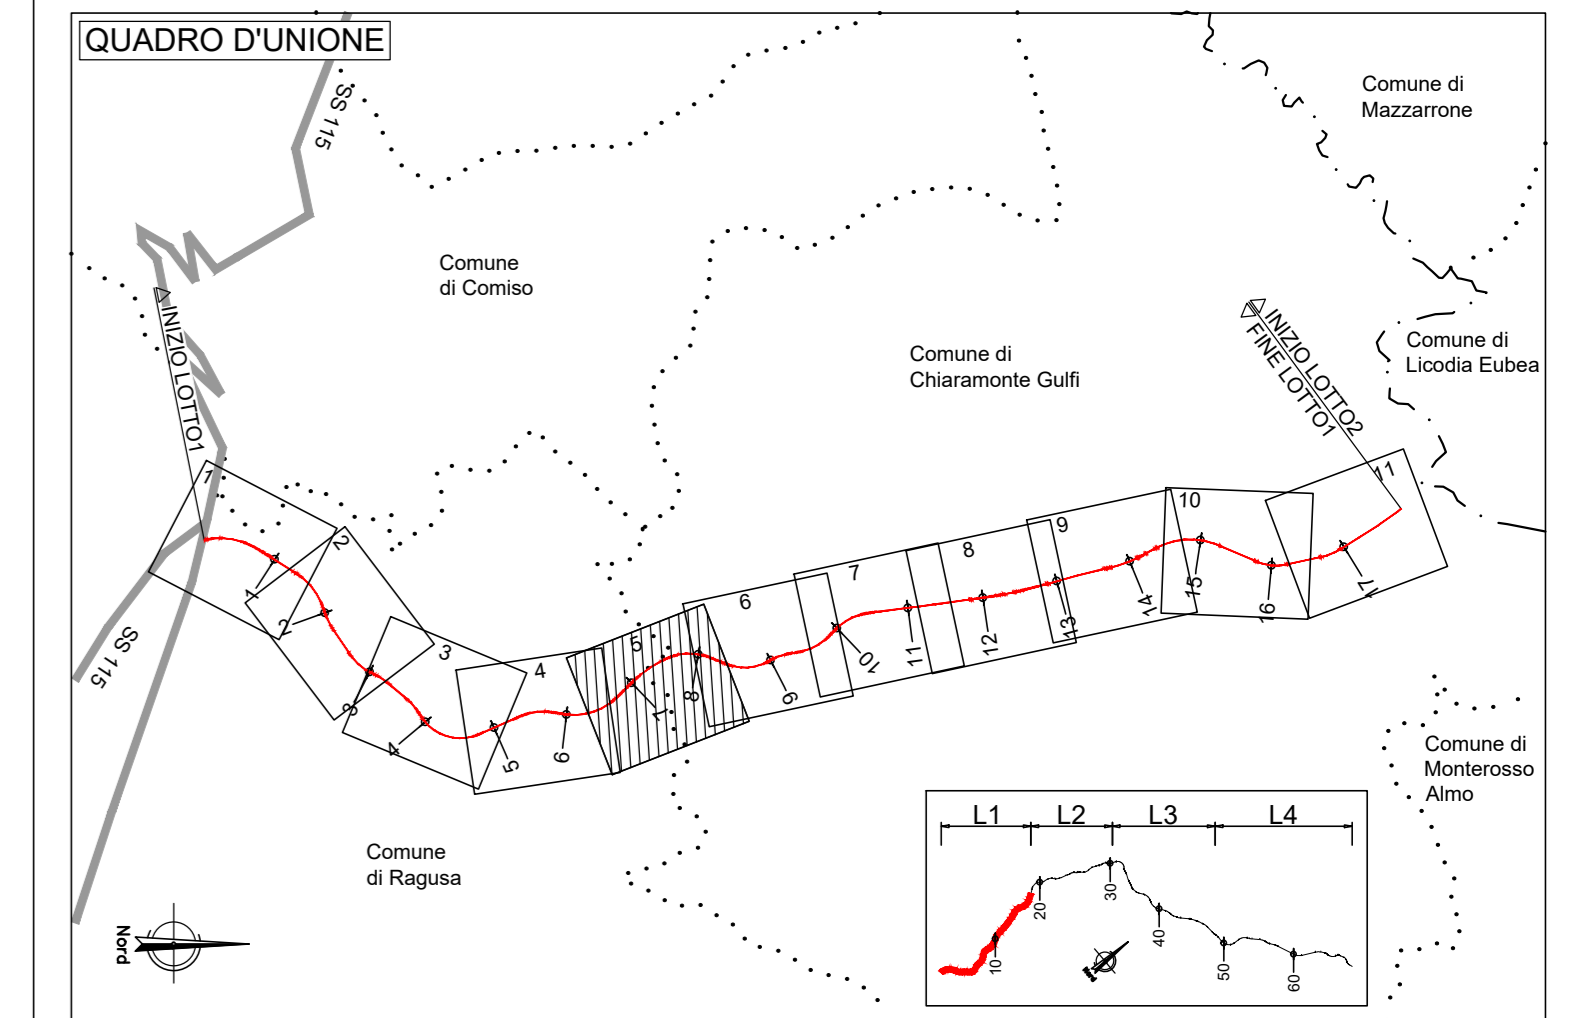 QUADRO D'UNIONE
SS 115
Comune di
Mazzarrone
Comune
di Comiso
INIZIO LOTTO1
INIZIO LOTTO2
FINE LOTTO1
Comune di
Chiaramonte Gulfi
Comune di
Licodia Eubea
1
2
3
4
5
6
7
8
9
10
11
1
2
3
4
5
6
7
8
9
10
11
12
13
14
15
16
17
SS 115
Comune di
Monterosso
Almo
Comune
di Ragusa
Nord
L1
L2
L3
L4
10
20
30
40
50
60